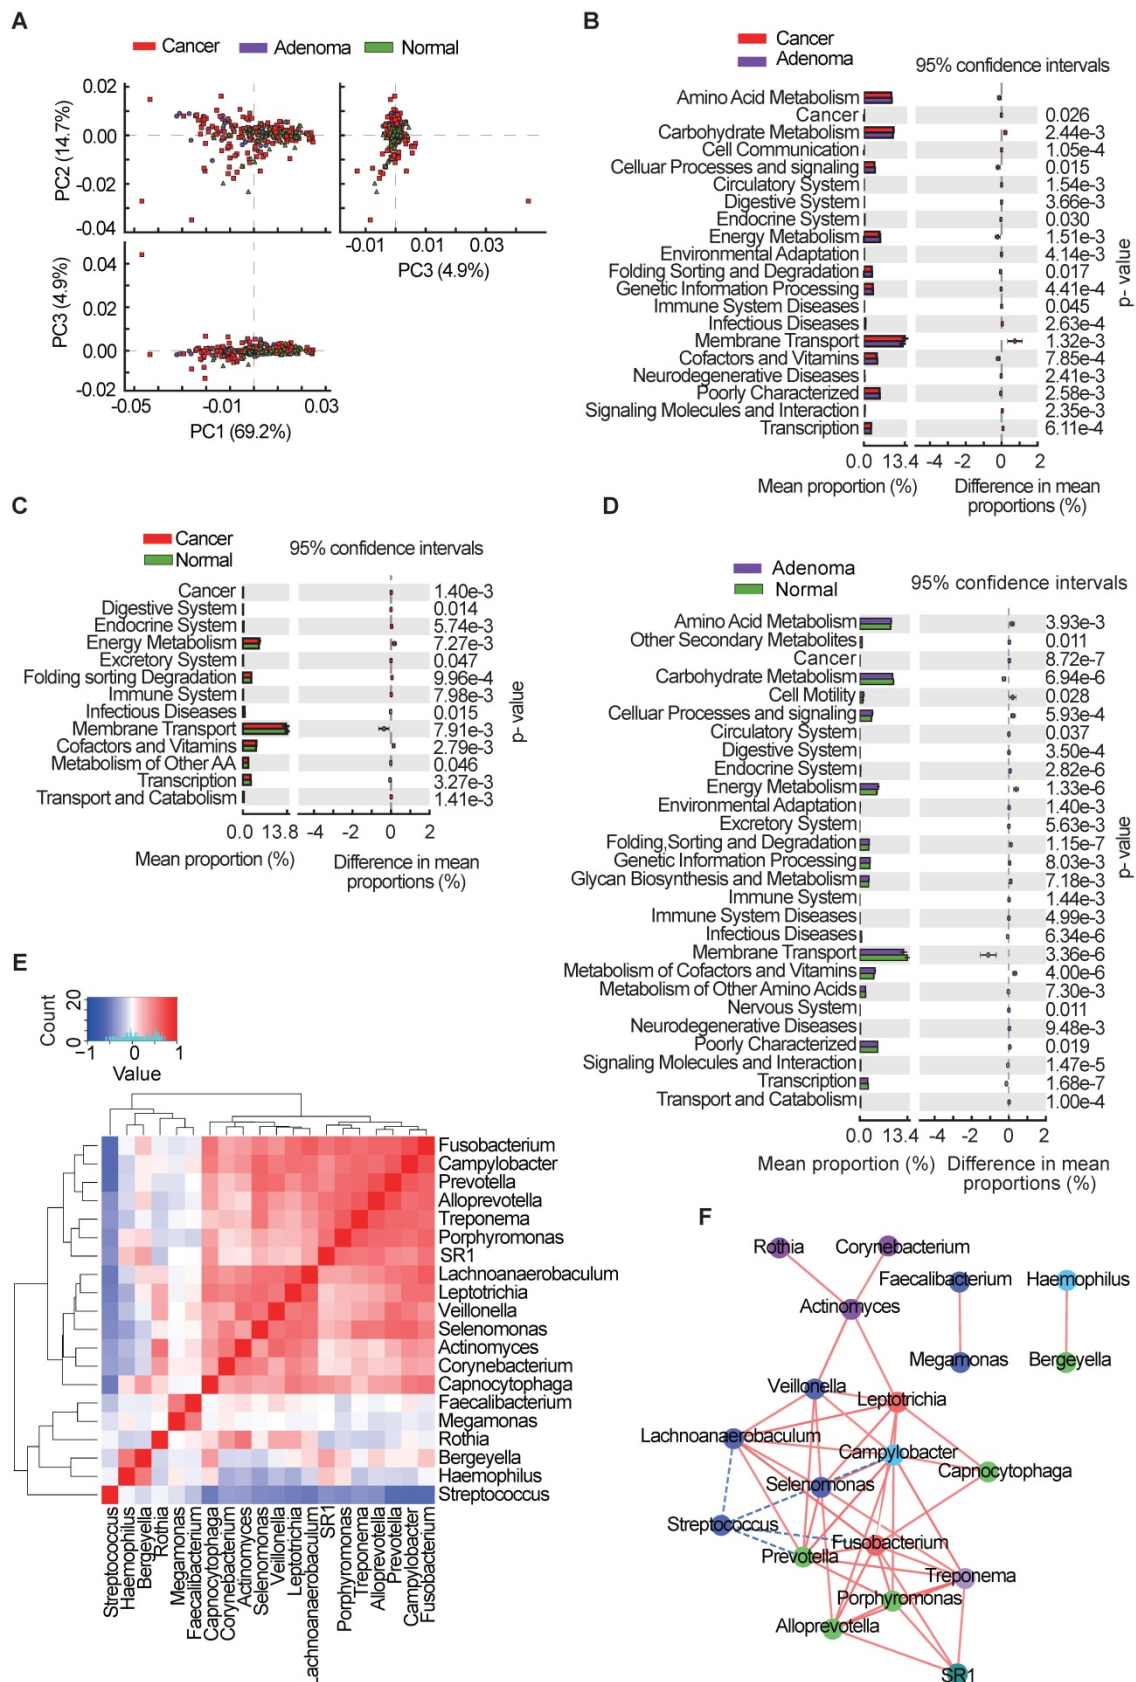 A
Cancer Adenoma Normal
0.02
0.00
-0.02
-0.04
PC2 (14.7%)
-0.01 0.01 0.03
PC3 (4.9%)
0.04
0.02
0.00
-0.02
PC3 (4.9%)
-0.05 -0.01 0.03
PC1 (69.2%)
B
Cancer
Adenoma
95% confidence intervals
Amino Acid Metabolism
Cancer 0.026
Carbohydrate Metabolism 2.44e-3
Cell Communication 1.05e-4
Celluar Processes and signaling 0.015
Circulatory System 1.54e-3
Digestive System 3.66e-3
Endocrine System 0.030
Energy Metabolism 1.51e-3
Environmental Adaptation 4.14e-3
Folding Sorting and Degradation 0.017
Genetic Information Processing 4.41e-4
Immune System Diseases 0.045
Infectious Diseases 2.63e-4
Membrane Transport 1.32e-3
Cofactors and Vitamins 7.85e-4
Neurodegenerative Diseases 2.41e-3
Poorly Characterized 2.58e-3
Signaling Molecules and Interaction 2.35e-3
Transcription 6.11e-4
p- value
0.0 13.4 -4 -2 0 2
Mean proportion (%) Difference in mean
proportions (%)
C
Cancer
Normal
95% confidence intervals
Cancer 1.40e-3
Digestive System 0.014
Endocrine System 5.74e-3
Energy Metabolism 7.27e-3
Excretory System 0.047
Folding sorting Degradation 9.96e-4
Immune System 7.98e-3
Infectious Diseases 0.015
Membrane Transport 7.91e-3
Cofactors and Vitamins 2.79e-3
Metabolism of Other AA 0.046
Transcription 3.27e-3
Transport and Catabolism 1.41e-3
p- value
0.0 13.8 -4 -2 0 2
Mean proportion (%) Difference in mean
proportions (%)
D
Adenoma
Normal
95% confidence intervals
Amino Acid Metabolism 3.93e-3
Other Secondary Metabolites 0.011
Cancer 8.72e-7
Carbohydrate Metabolism 6.94e-6
Cell Motility 0.028
Celluar Processes and signaling 5.93e-4
Circulatory System 0.037
Digestive System 3.50e-4
Endocrine System 2.82e-6
Energy Metabolism 1.33e-6
Environmental Adaptation 1.40e-3
Excretory System 5.63e-3
Folding,Sorting and Degradation 1.15e-7
Genetic Information Processing 8.03e-3
Glycan Biosynthesis and Metabolism 7.18e-3
Immune System 1.44e-3
Immune System Diseases 4.99e-3
Infectious Diseases 6.34e-6
Membrane Transport 3.36e-6
Metabolism of Cofactors and Vitamins 4.00e-6
Metabolism of Other Amino Acids 7.30e-3
Nervous System 0.011
Neurodegenerative Diseases 9.48e-3
Poorly Characterized 0.019
Signaling Molecules and Interaction 1.47e-5
Transcription 1.68e-7
Transport and Catabolism 1.00e-4
p- value
0.0 13.4 -4 -2 0 2
Mean proportion (%) Difference in mean
proportions (%)
E
Count
20
0
−1 0 1
Value
Fusobacterium
Campylobacter
Prevotella
Alloprevotella
Treponema
Porphyromonas
SR1
Lachnoanaerobaculum
Leptotrichia
Veillonella
Selenomonas
Actinomyces
Corynebacterium
Capnocytophaga
Faecalibacterium
Megamonas
Rothia
Bergeyella
Haemophilus
Streptococcus
Streptococcus
Haemophilus
Bergeyella
Rothia
Megamonas
Faecalibacterium
Capnocytophaga
Corynebacterium
Actinomyces
Selenomonas
Veillonella
Leptotrichia
Lachnoanaerobaculum
SR1
Porphyromonas
Treponema
Alloprevotella
Prevotella
Campylobacter
Fusobacterium
F
Rothia Corynebacterium
Faecalibacterium Haemophilus
Actinomyces
Megamonas Bergeyella
Veillonella
Leptotrichia
Lachnoanaerobaculum
Campylobacter
Capnocytophaga
Selenomonas
Streptococcus
Fusobacterium
Prevotella
Treponema
Porphyromonas
Alloprevotella
SR1